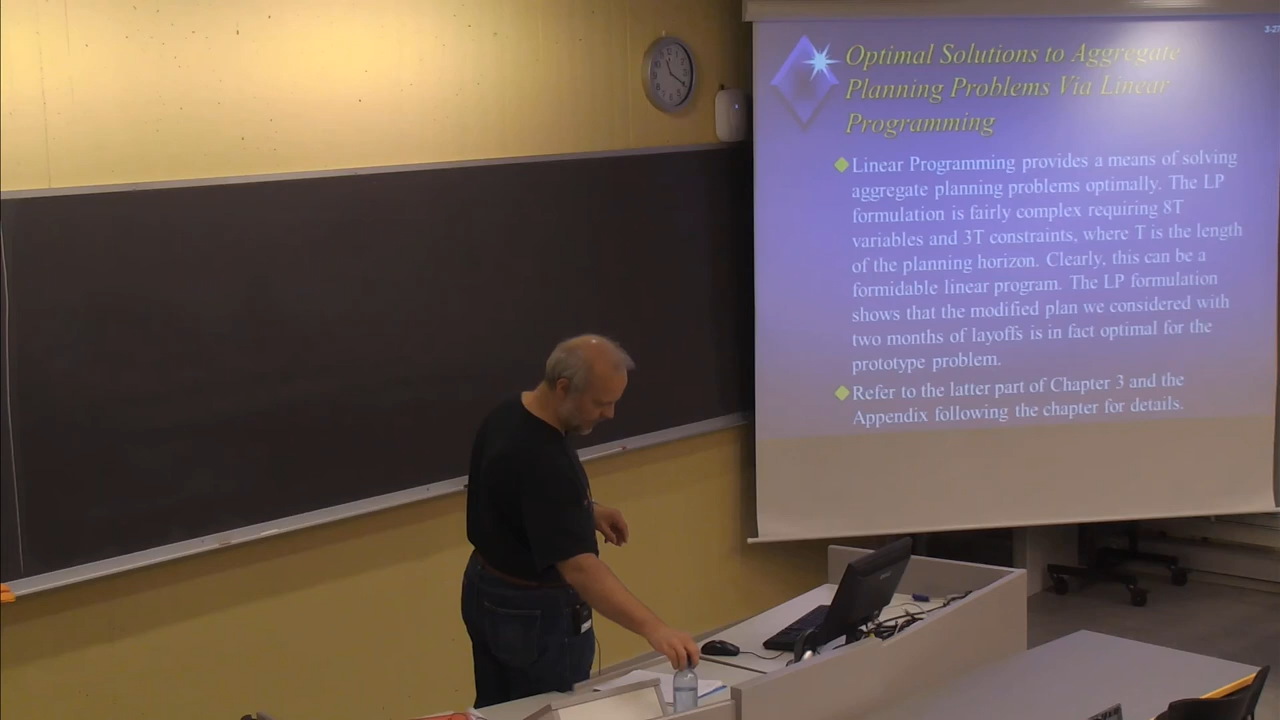 Optimal Solutions to Aggregate
Planning Problems Via Linear
Programming
Linear Programming provides a means of solving
aggregate planning problems optimally. The LP
formulation is fairly complex requiring 8T
variables and 3T constraints, where T is the length
of the planning horizon. Clearly, this can be a
formidable linear program. The LP formulation
shows that the modified plan we considered with
two months of layoffs is in fact optimal for the
prototype problem.
Refer to the latter part of Chapter 3 and the
Appendix following the chapter for details.